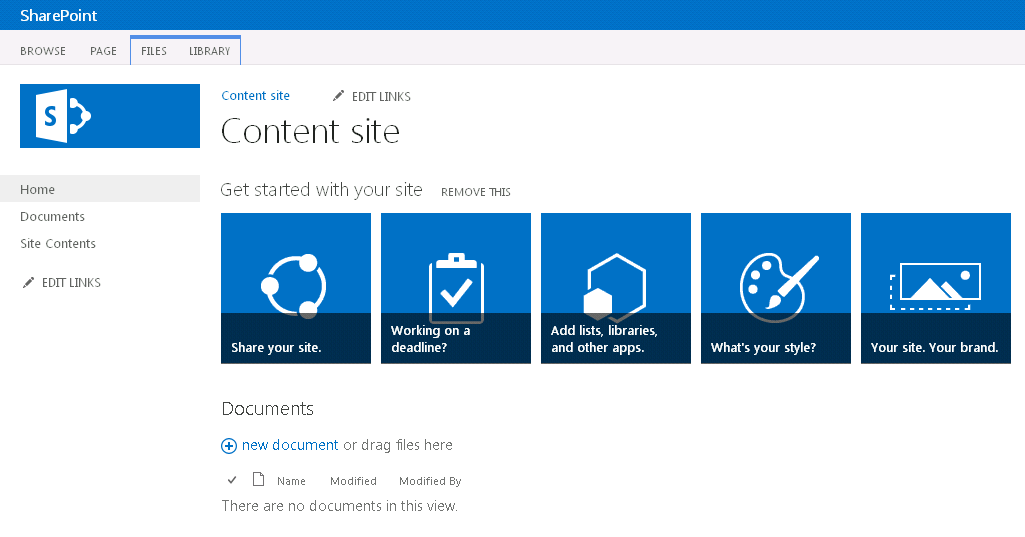 SharePoint
BROWSE PAGE FILES LIBRARY
S
Content site EDIT LINKS
Content site
Home
Documents
Site Contents
EDIT LINKS
Get started with your site REMOVE THIS
Share your site.
Working on a
deadline?
Add lists, libraries,
and other apps.
What's your style?
Your site. Your brand.
Documents
new document or drag files here
Name Modified Modified By
There are no documents in this view.